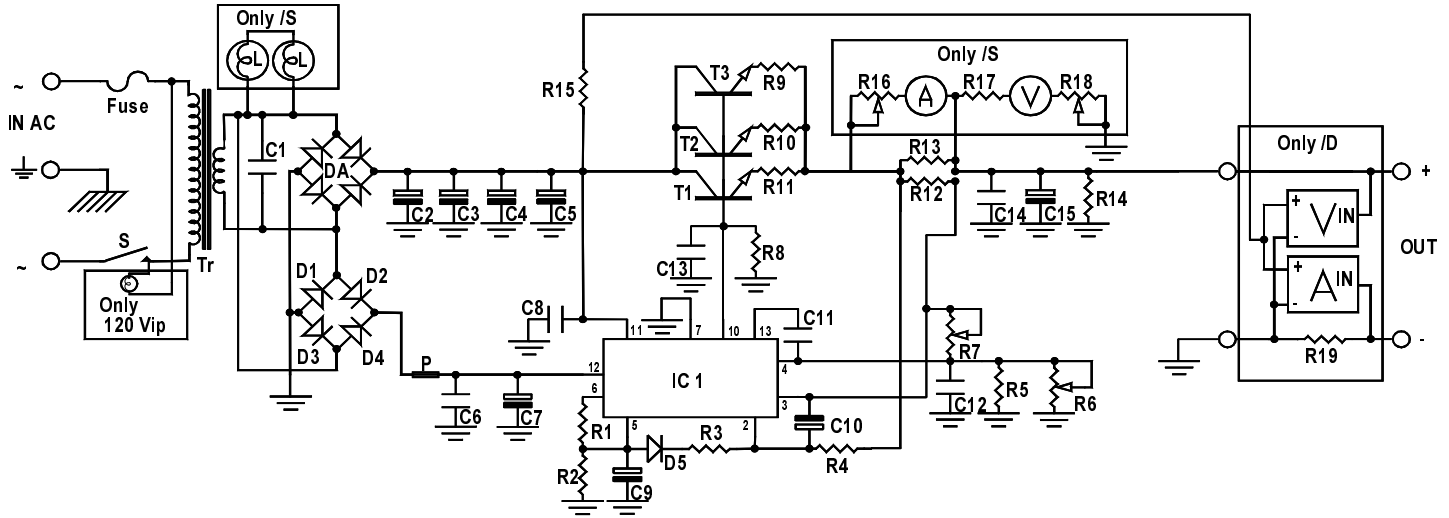 Only /S
L L
~
Fuse
IN AC
C1
DA
Tr
S
~
Only
120 Vip
D1 D2
D3 D4
P
C2 C3 C4 C5
R15
T3 R9
T2 R10
T1 R11
Only /S
R16 A R17 V R18
R13
R12
C14 C15 R14
C13 R8
C8
11 7 10 13
C11
12
6
IC 1
4
3
5 2
C6 C7
R1
R2
C9
D5
R3
C10
R4
R7
C12
R5
R6
Only /D
+ V IN
-
+ A IN
-
R19
+
OUT
-